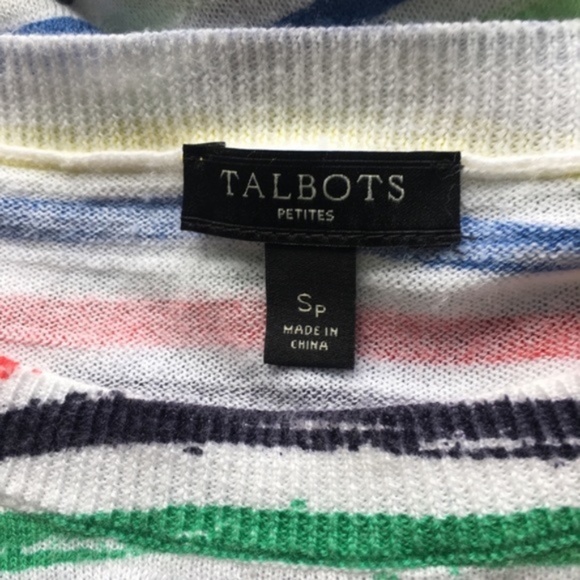 TALBOTS
PETITES
SP
MADE IN
CHINA